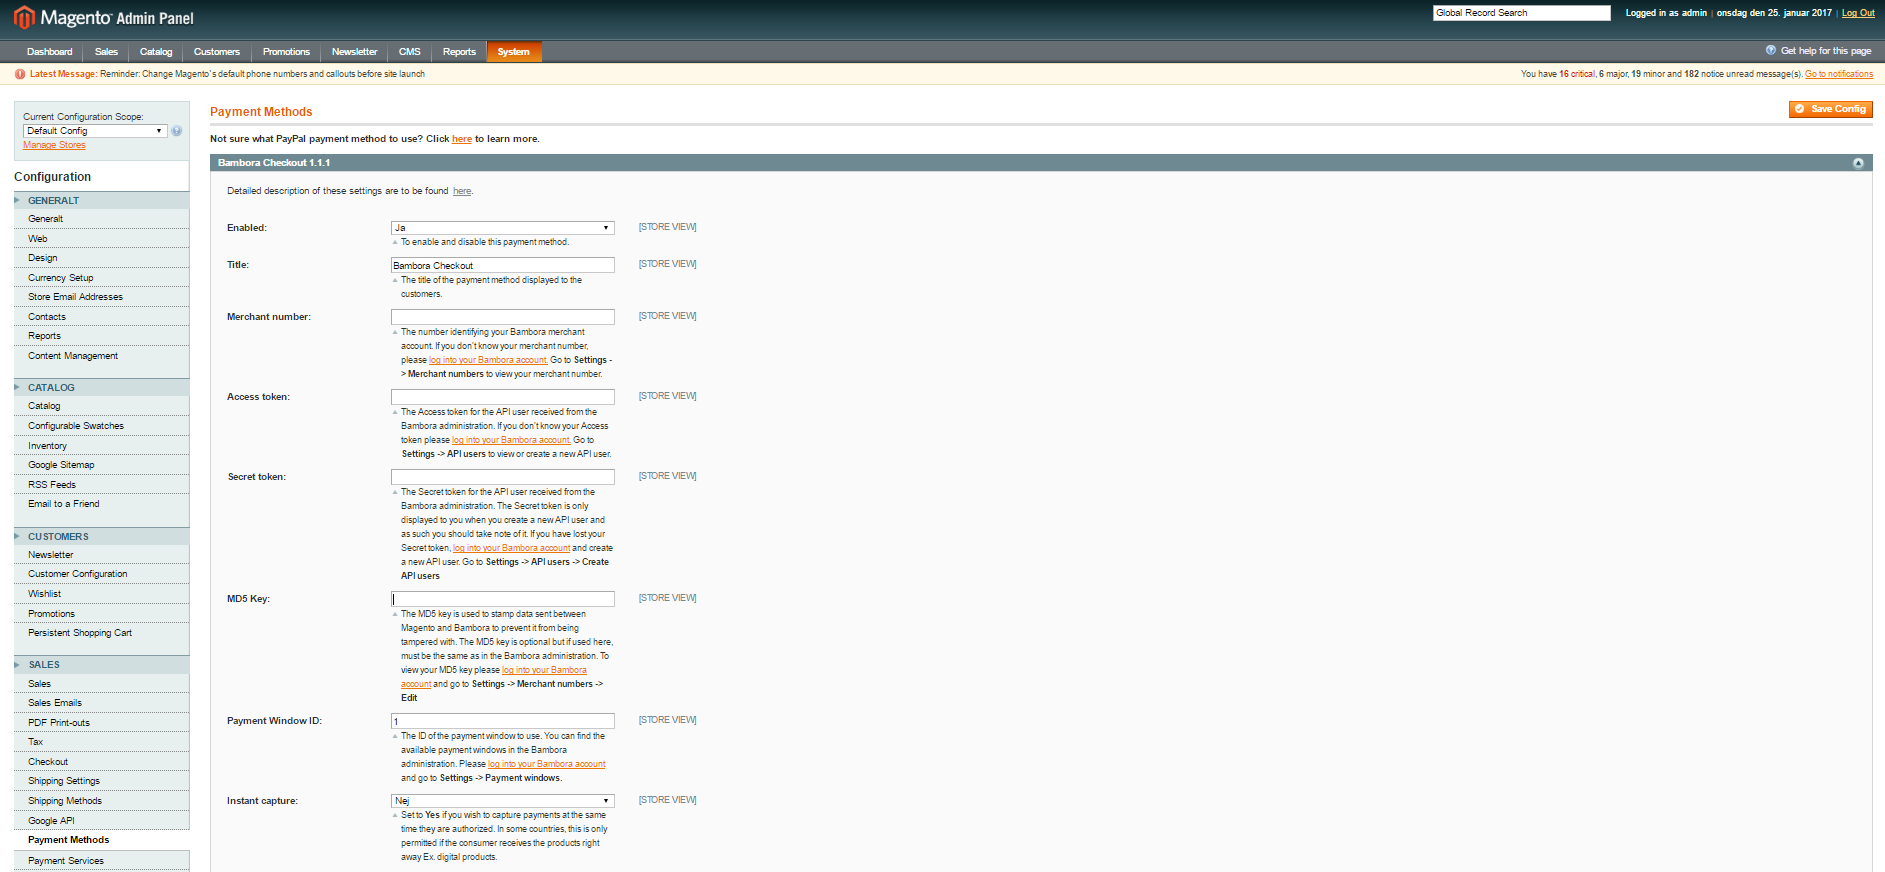 Magento Admin Panel
Global Record Search
Logged in as admin | onsdag den 25. januar 2017 | Log Out
Dashboard Sales Catalog Customers Promotions Newsletter CMS Reports System
Get help for this page
Latest Message: Reminder: Change Magento's default phone numbers and callouts before site launch
You have 16 critical, 6 major, 19 minor and 182 notice unread message(s). Go to notifications
Current Configuration Scope:
Default Config
Manage Stores
Configuration
GENERALT
Generalt
Web
Design
Currency Setup
Store Email Addresses
Contacts
Reports
Content Management
CATALOG
Catalog
Configurable Swatches
Inventory
Google Sitemap
RSS Feeds
Email to a Friend
CUSTOMERS
Newsletter
Customer Configuration
Wishlist
Promotions
Persistent Shopping Cart
SALES
Sales
Sales Emails
PDF Print-outs
Tax
Checkout
Shipping Settings
Shipping Methods
Google API
Payment Methods
Payment Services
Payment Methods
Save Config
Not sure what PayPal payment method to use? Click here to learn more.
Bambora Checkout 1.1.1
Detailed description of these settings are to be found here.
Enabled:
Ja
[STORE VIEW]
To enable and disable this payment method.
Title:
Bambora Checkout
[STORE VIEW]
The title of the payment method displayed to the
customers.
Merchant number:
[STORE VIEW]
The number identifying your Bambora merchant
account. If you don't know your merchant number,
please log into your Bambora account. Go to Settings -
> Merchant numbers to view your merchant number.
Access token:
[STORE VIEW]
The Access token for the API user received from the
Bambora administration. If you don't know your Access
token please log into your Bambora account. Go to
Settings -> API users to view or create a new API user.
Secret token:
[STORE VIEW]
The Secret token for the API user received from the
Bambora administration. The Secret token is only
displayed to you when you create a new API user and
as such you should take note of it. If you have lost your
Secret token, log into your Bambora account and create
a new API user. Go to Settings -> API users -> Create
API users
MD5 Key:
[STORE VIEW]
The MD5 key is used to stamp data sent between
Magento and Bambora to prevent it from being
tampered with. The MD5 key is optional but if used here,
must be the same as in the Bambora administration. To
view your MD5 key please log into your Bambora
account and go to Settings -> Merchant numbers ->
Edit
Payment Window ID:
1
[STORE VIEW]
The ID of the payment window to use. You can find the
available payment windows in the Bambora
administration. Please log into your Bambora account
and go to Settings -> Payment windows.
Instant capture:
Nej
[STORE VIEW]
Set to Yes if you wish to capture payments at the same
time they are authorized. In some countries, this is only
permitted if the consumer receives the products right
away Ex. digital products.